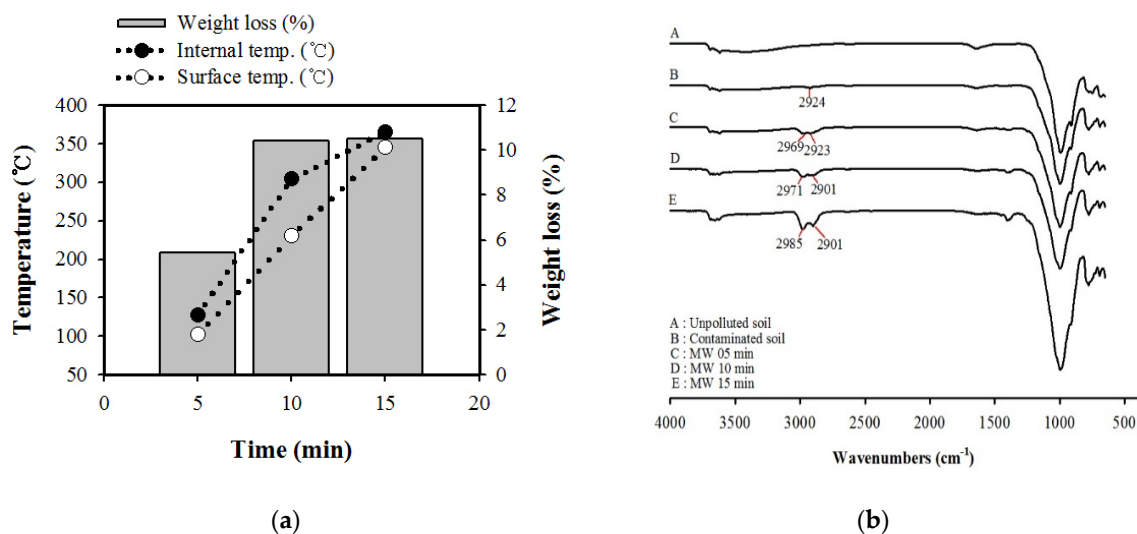 Weight loss (%)
Internal temp. (℃)
Surface temp. (℃)
400
350
300
250
200
150
100
50
Temperature (℃)
12
10
8
6
4
2
0
Weight loss (%)
0 5 10 15 20
Time (min)
(a)
A
B
2924
C
2969 2923
D
2971 2901
E
2985 2901
A : Unpolluted soil
B : Contaminated soil
C : MW 05 min
D : MW 10 min
E : MW 15 min
4000 3500 3000 2500 2000 1500 1000 500
Wavenumbers (cm⁻¹)
(b)